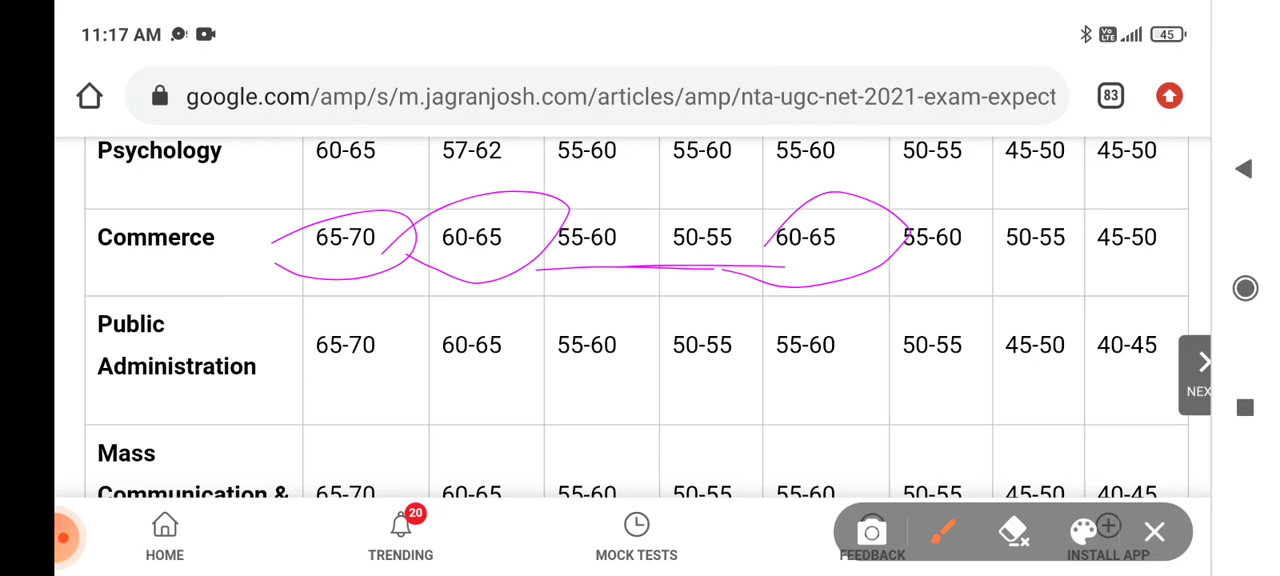 11:17 AM
Vo LTE
45
google.com/amp/s/m.jagranjosh.com/articles/amp/nta-ugc-net-2021-exam-expect
83
Psychology 60-65 57-62 55-60 55-60 55-60 50-55 45-50 45-50
Commerce 65-70 60-65 55-60 50-55 60-65 55-60 50-55 45-50
Public
Administration 65-70 60-65 55-60 50-55 55-60 50-55 45-50 40-45
NEX
Mass
Communication & 65-70 60-65 55-60 50-55 55-60 50-55 45-50 40-45
20
HOME TRENDING MOCK TESTS FEEDBACK INSTALL APP